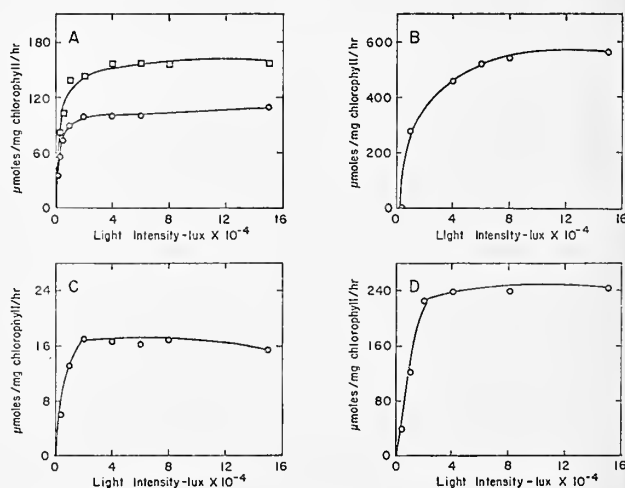 A
μmoles/mg chlorophyll/hr
180
120
60
0
0 4 8 12 16
Light Intensity-lux X 10-4
B
μmoles/mg chlorophyll/hr
600
400
200
0
0 4 8 12 16
Light Intensity-lux X 10-4
C
μmoles/mg chlorophyll/hr
24
16
8
0
0 4 8 12 16
Light Intensity-lux X 10-4
D
μmoles/mg chlorophyll/hr
240
160
80
0
0 4 8 12 16
Light Intensity-lux X 10-4